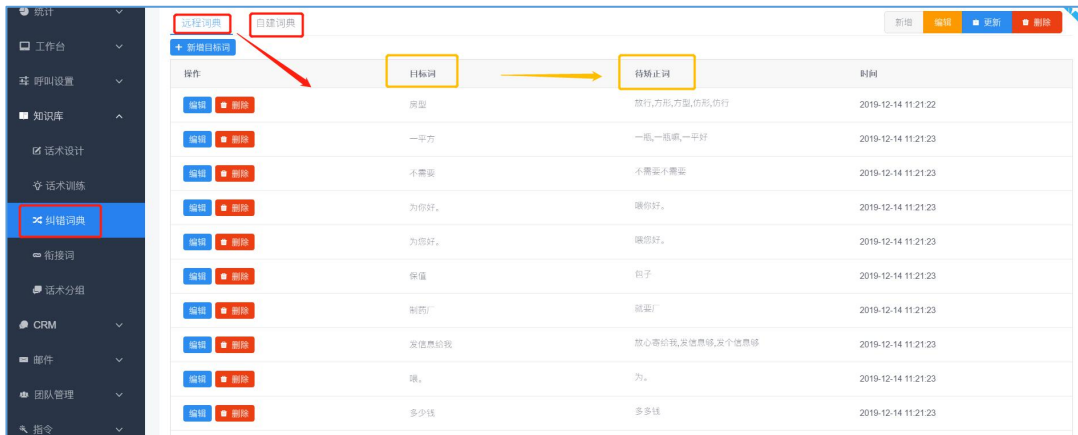 统计
远程词典 自建词典 新增 编辑 更新 删除
工作台
+ 新增目标词
呼叫设置
操作 目标词 待矫正词 时间
编辑 删除 房型 放行,方形,方型,仿形,仿行 2019-12-14 11:21:22
知识库
编辑 删除 一平方 一瓶,一瓶嘛,一平好 2019-12-14 11:21:23
话术设计
编辑 删除 不需要 不需要不需要 2019-12-14 11:21:23
话术训练
编辑 删除 为你好。 喂你好。 2019-12-14 11:21:23
纠错词典
编辑 删除 为您好。 喂您好。 2019-12-14 11:21:23
衔接词
编辑 删除 保值 包子 2019-12-14 11:21:23
话术分组
编辑 删除 制药厂 就要厂 2019-12-14 11:21:23
CRM
编辑 删除 发信息给我 放心寄给我,发信息够,发个信息够 2019-12-14 11:21:23
邮件
编辑 删除 喂。 为。 2019-12-14 11:21:23
团队管理
编辑 删除 多少钱 多多钱 2019-12-14 11:21:23
指令